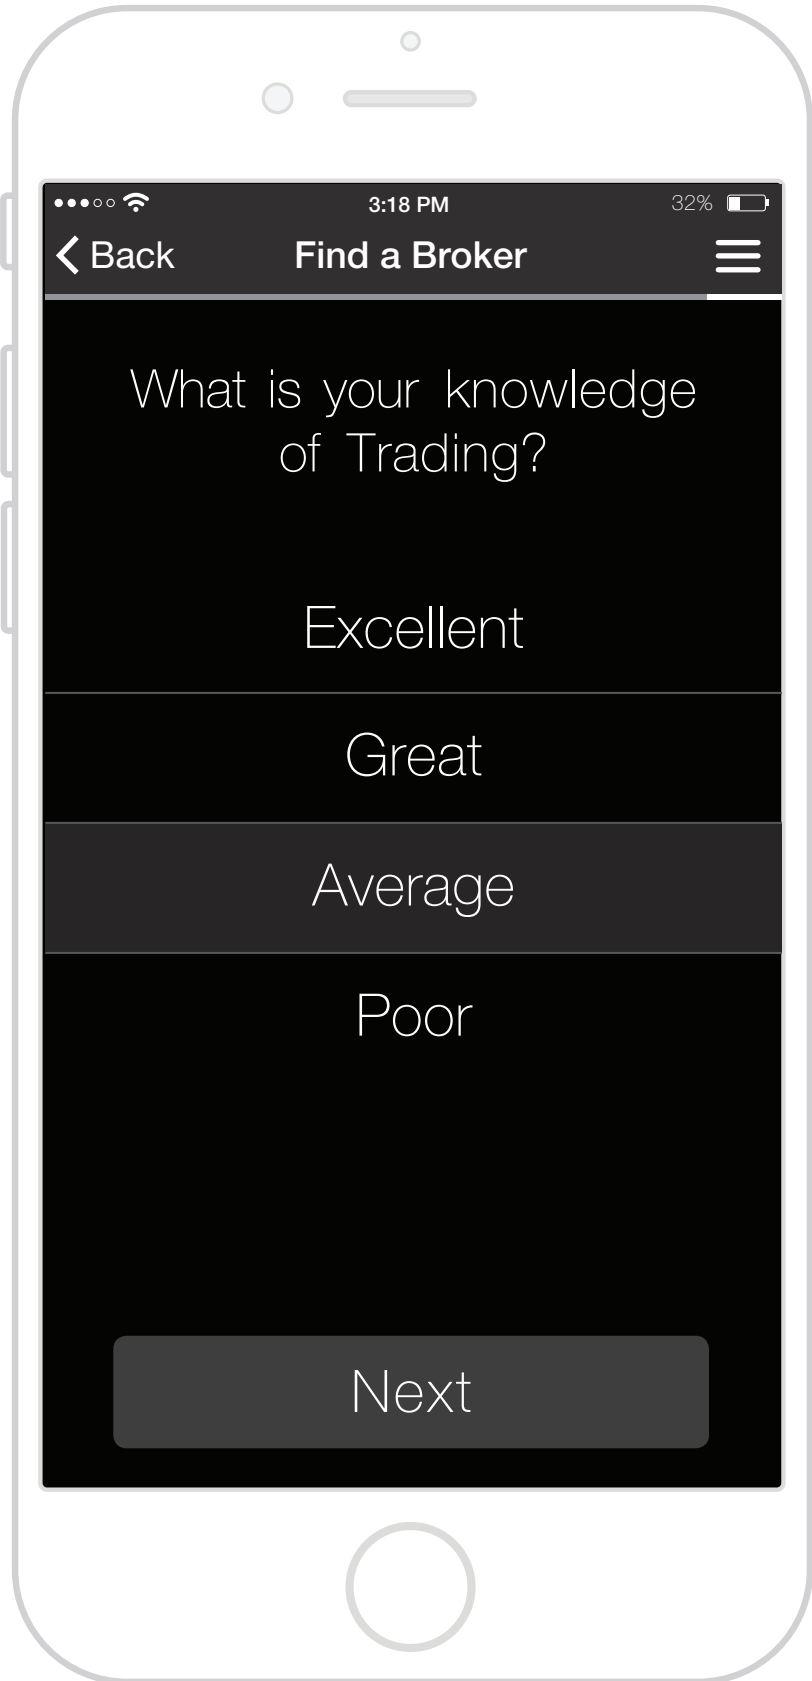 3:18 PM
32%
Back
Find a Broker
What is your knowledge
of Trading?
Excellent
Great
Average
Poor
Next